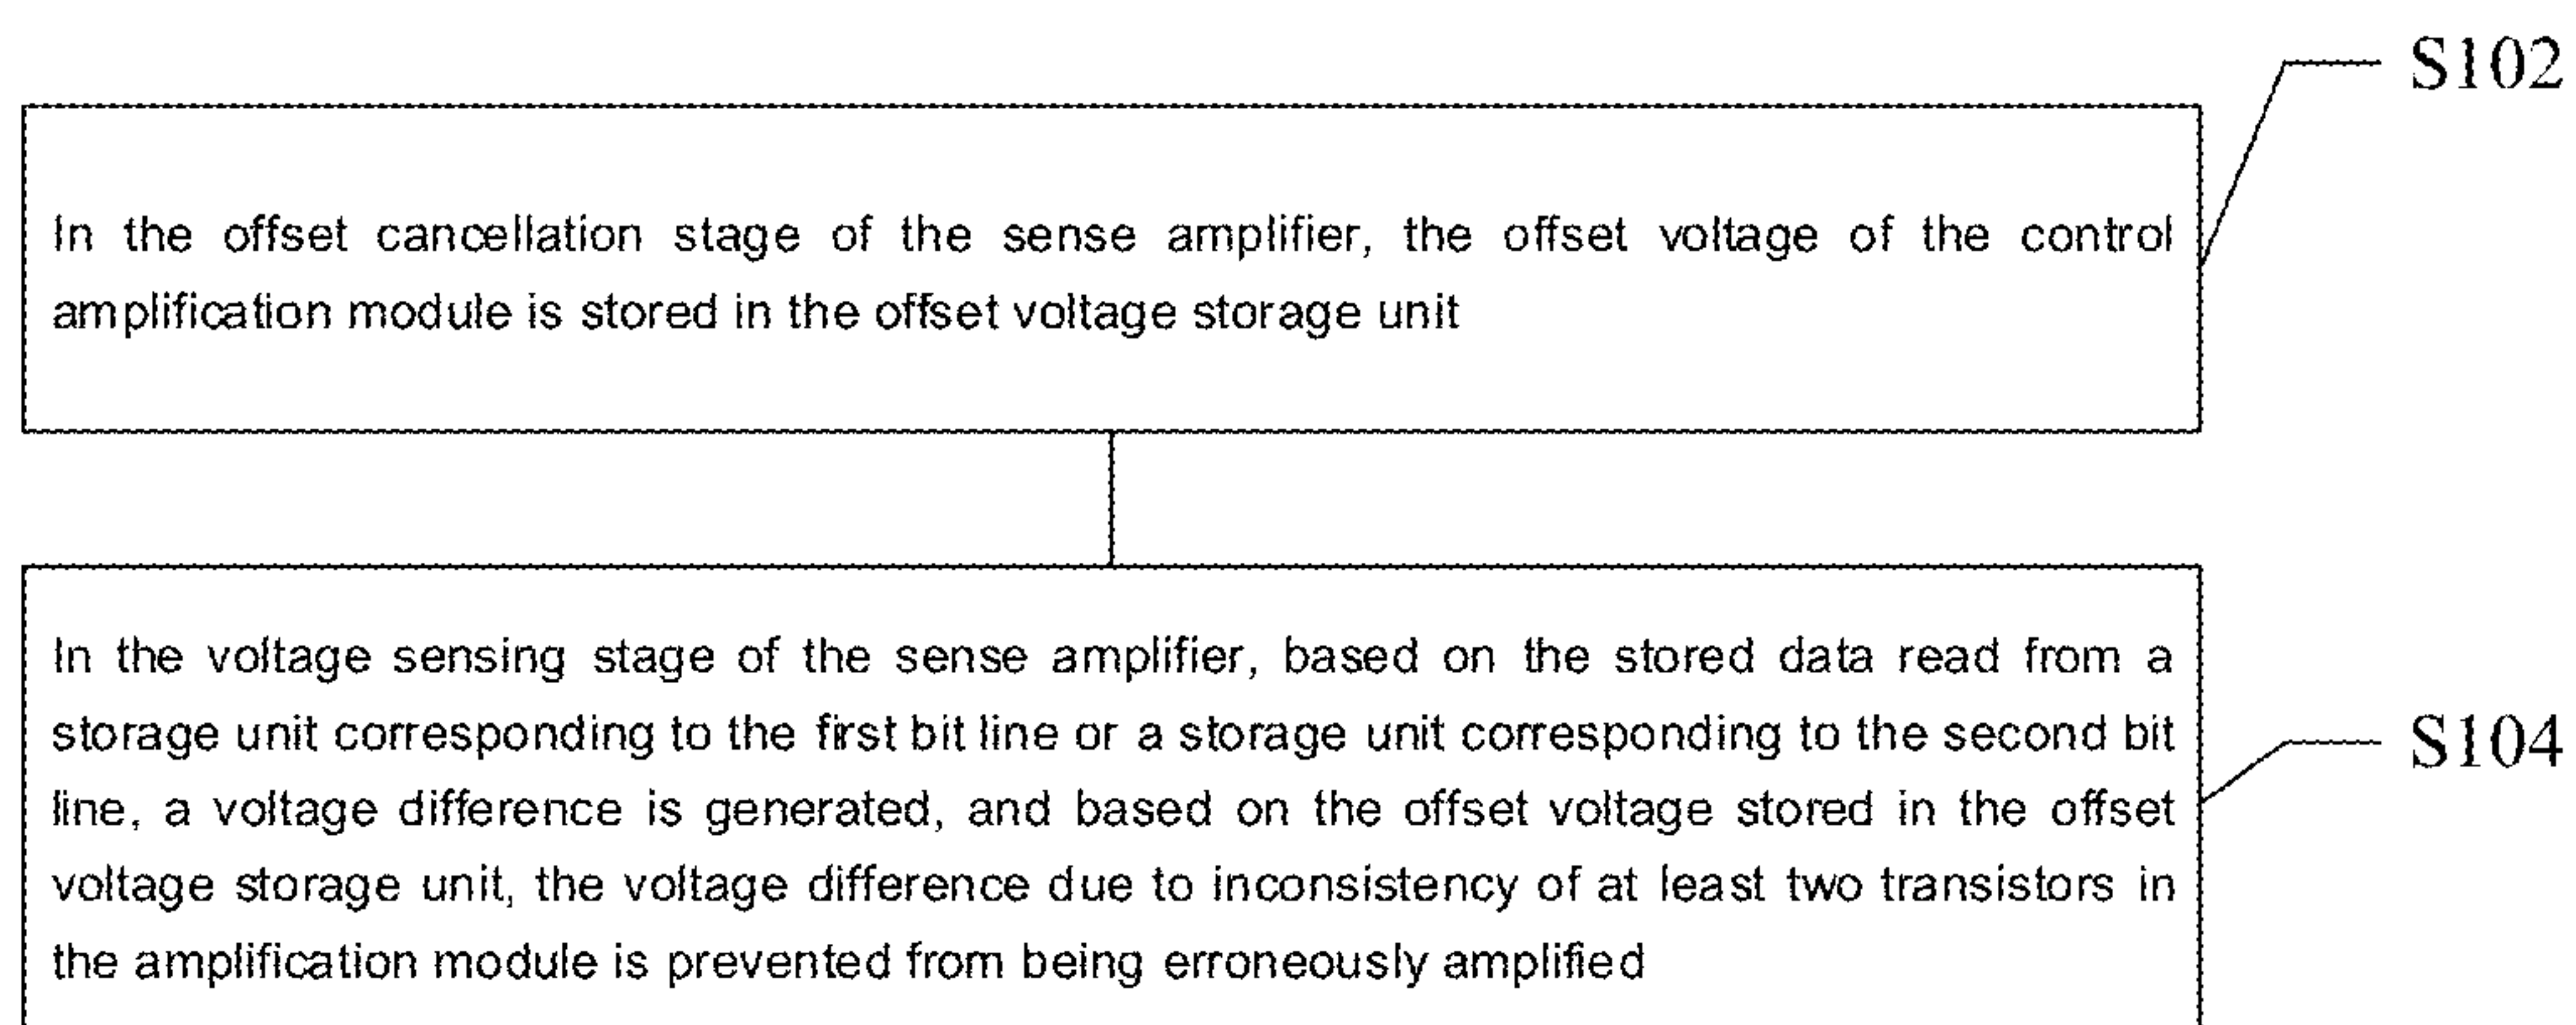 S102
In the offset cancellation stage of the sense amplifier, the offset voltage of the control
amplification module is stored in the offset voltage storage unit
In the voltage sensing stage of the sense amplifier, based on the stored data read from a
storage unit corresponding to the first bit line or a storage unit corresponding to the second bit
line, a voltage difference is generated, and based on the offset voltage stored in the offset
voltage storage unit, the voltage difference due to inconsistency of at least two transistors in
the amplification module is prevented from being erroneously amplified
S104